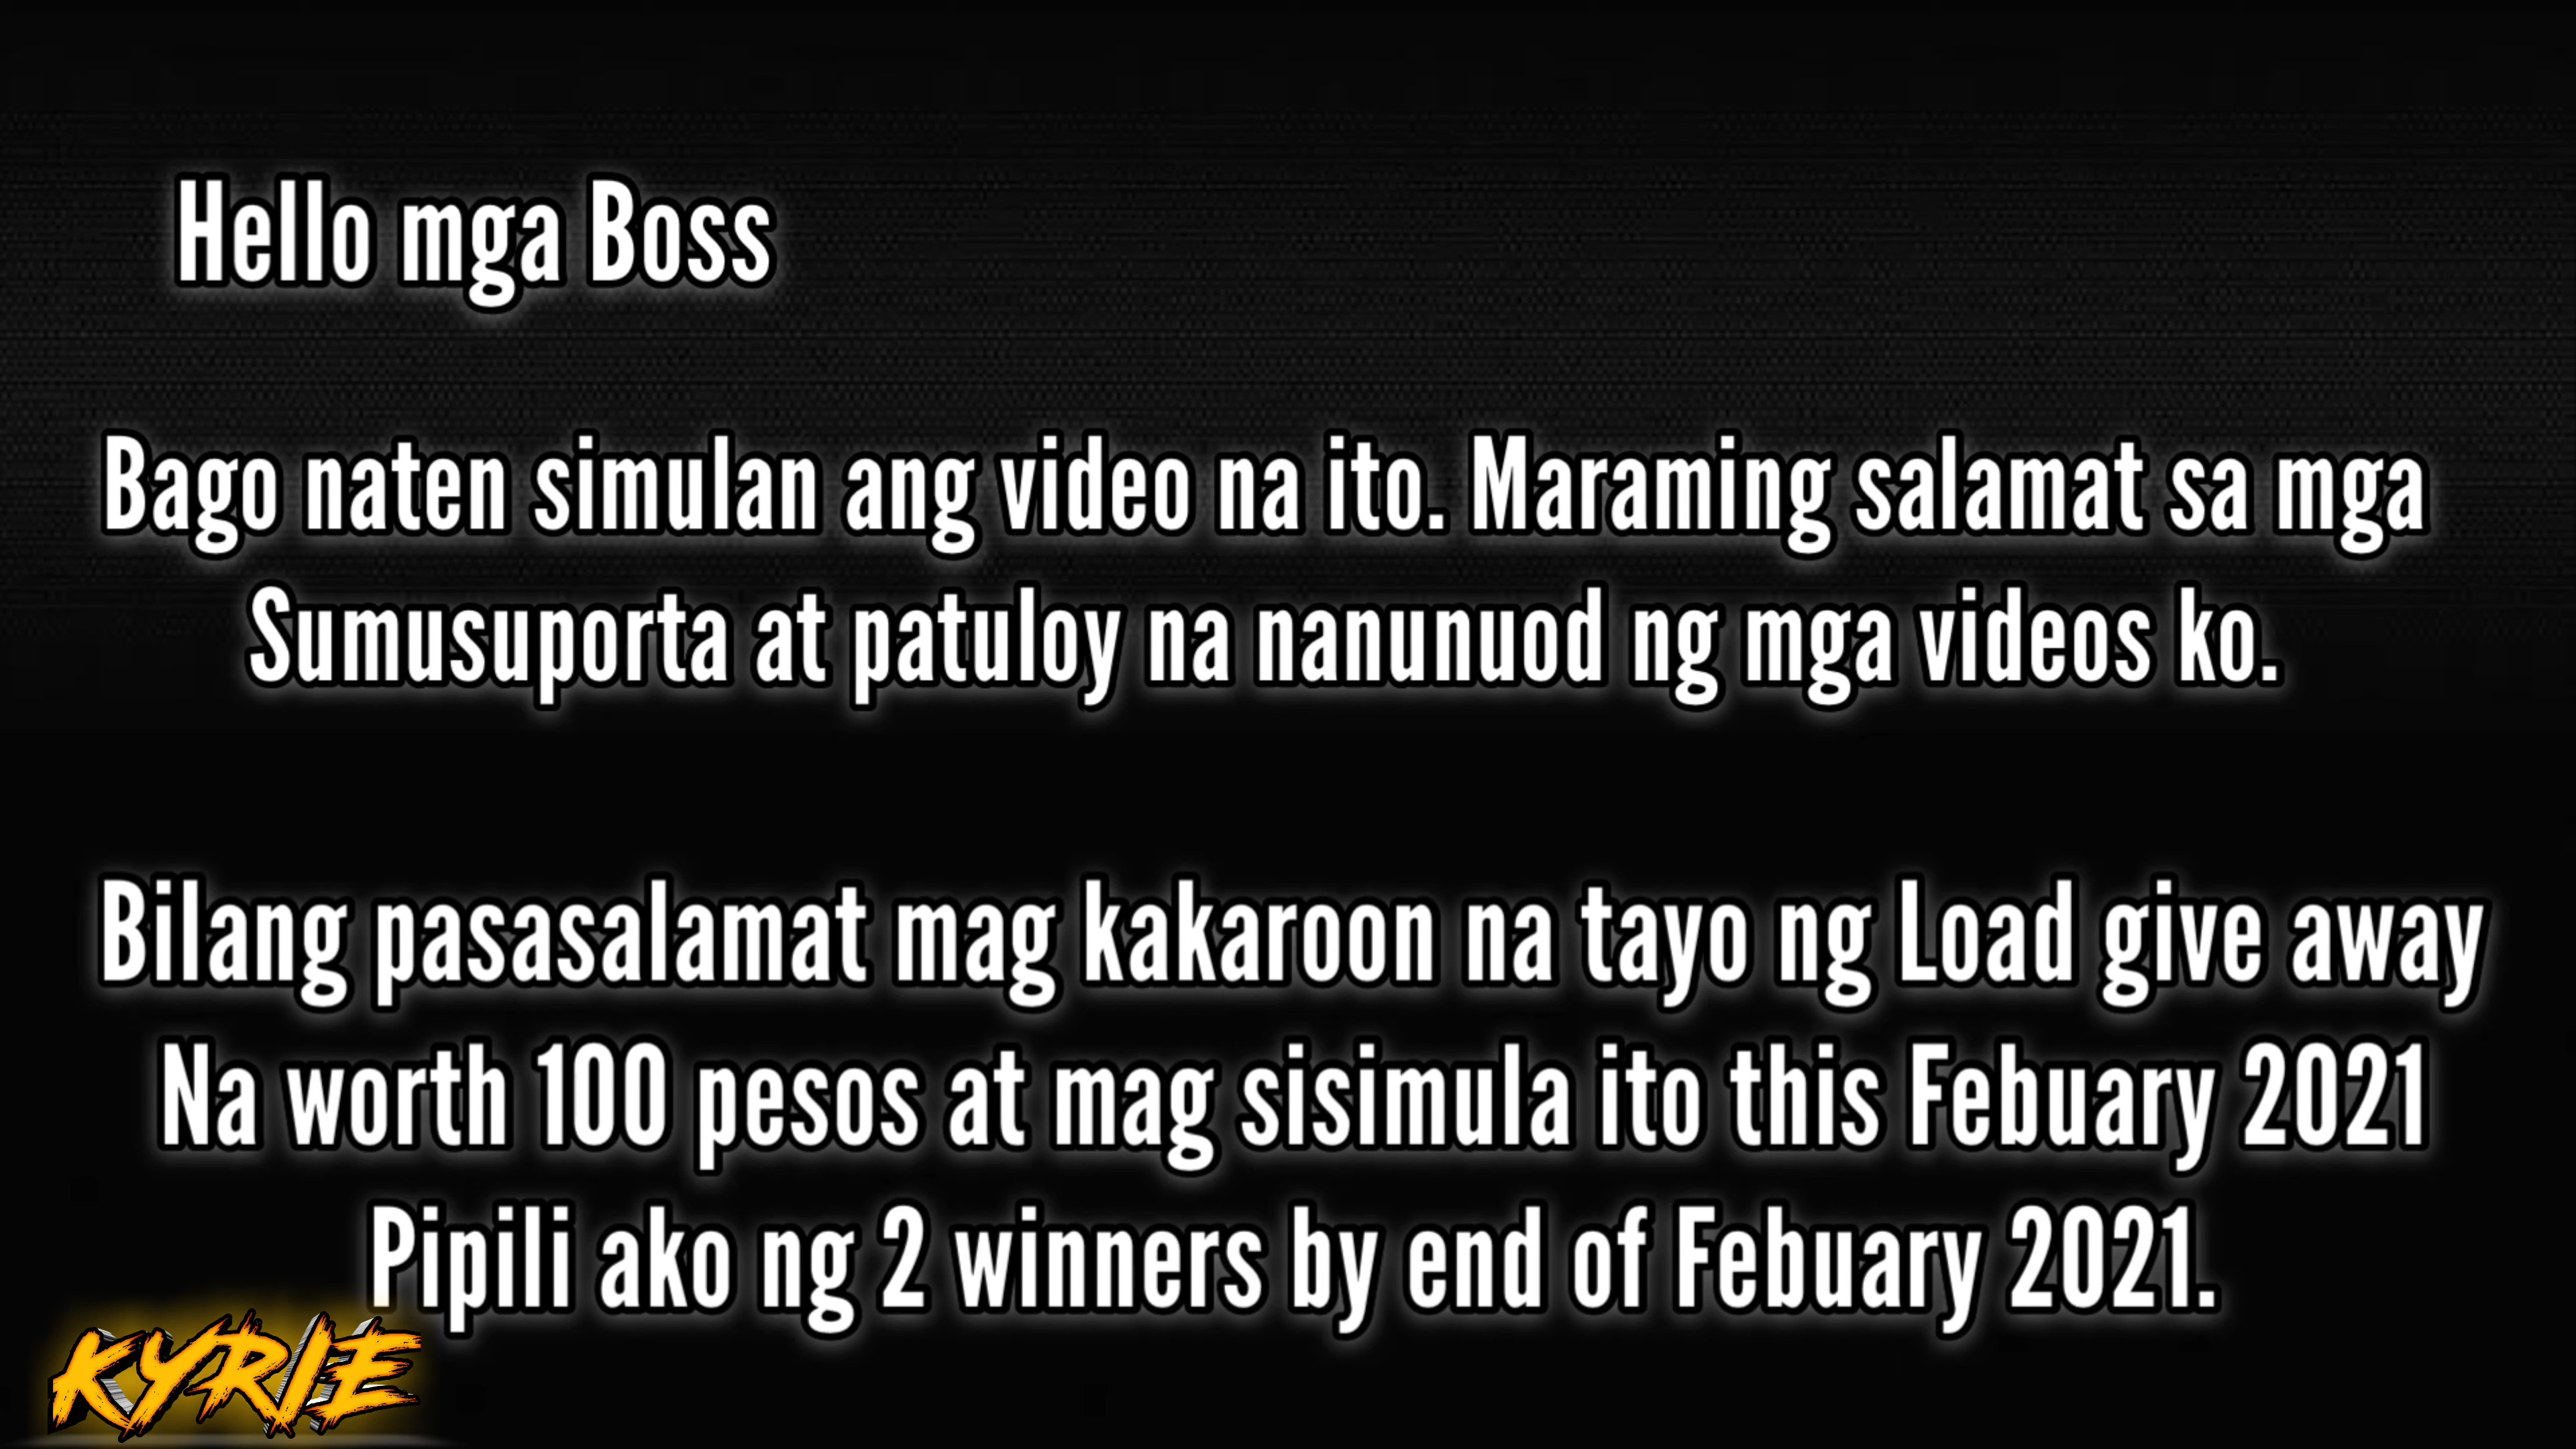 Hello mga Boss
Bago naten simulan ang video na ito. Maraming salamat sa mga
Sumusuporta at patuloy na nanunuod ng mga videos ko.
Bilang pasasalamat mag kakaroon na tayo ng Load give away
Na worth 100 pesos at mag sisimula ito this Febuary 2021
Pipili ako ng 2 winners by end of Febuary 2021.
KYRIE